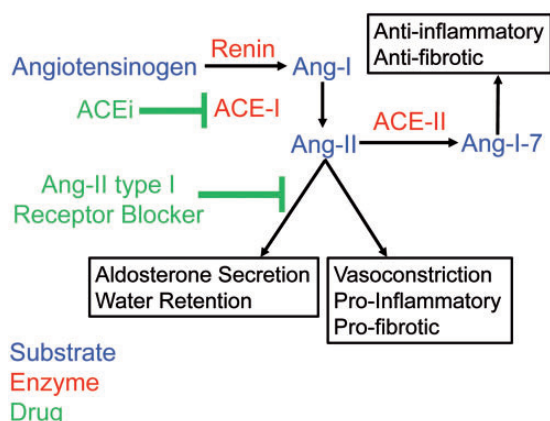 Renin
Angiotensinogen
Ang-I
Anti-inflammatory
Anti-fibrotic
ACEi
ACE-I
ACE-II
Ang-II
Ang-I-7
Ang-II type I
Receptor Blocker
Aldosterone Secretion
Water Retention
Vasoconstriction
Pro-Inflammatory
Pro-fibrotic
Substrate
Enzyme
Drug